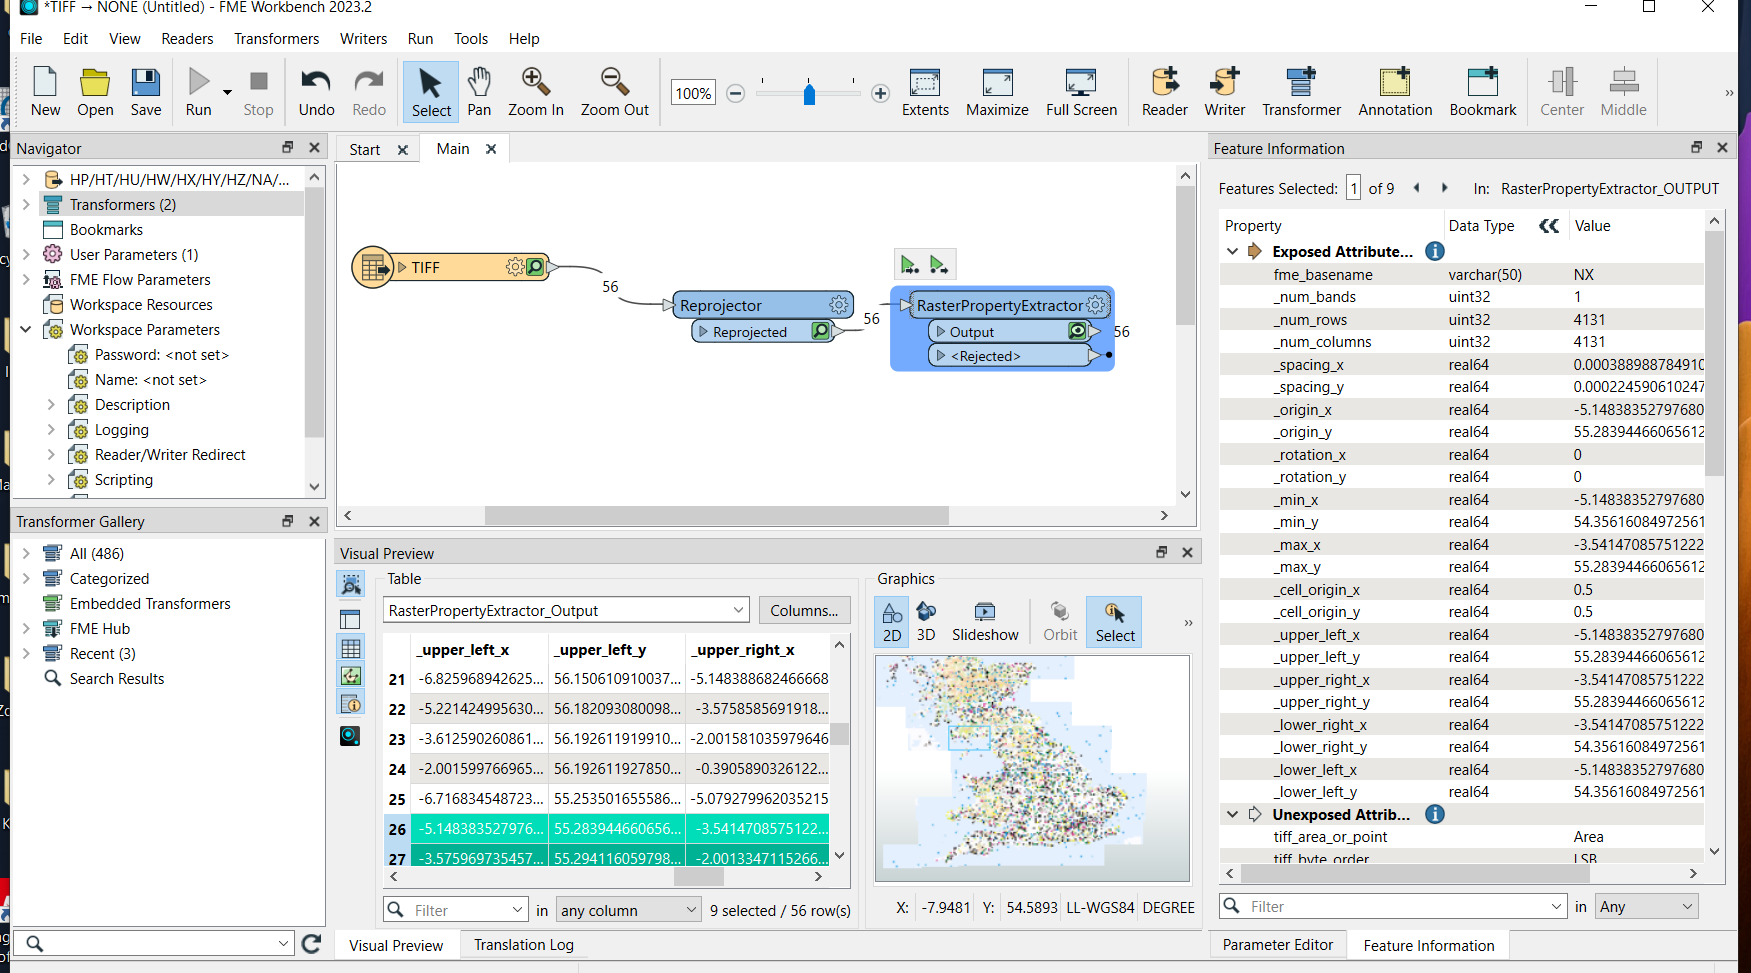 *TIFF → NONE (Untitled) - FME Workbench 2023.2
File Edit View Readers Transformers Writers Run Tools Help
New Open Save Run Stop Undo Redo Select Pan Zoom In Zoom Out 100% Extents Maximize Full Screen Reader Writer Transformer Annotation Bookmark Center Middle »
Navigator
HP/HT/HU/HW/HX/HY/HZ/NA/...
Transformers (2)
Bookmarks
User Parameters (1)
FME Flow Parameters
Workspace Resources
Workspace Parameters
Password: <not set>
Name: <not set>
Description
Logging
Reader/Writer Redirect
Scripting
Transformer Gallery
All (486)
Categorized
Embedded Transformers
FME Hub
Recent (3)
Search Results
Start Main
TIFF
56
Reprojector
Reprojected
56
RasterPropertyExtractor
Output
56
<Rejected>
Visual Preview
Table
RasterPropertyExtractor_Output Columns...
_upper_left_x _upper_left_y _upper_right_x
21 -6.825968942625... 56.150610910037... -5.148388682466668
22 -5.221424995630... 56.182093080098... -3.5758585691918...
23 -3.612590260861... 56.192611919910... -2.001581035979646
24 -2.001599766965... 56.192611927850... -0.3905890326122...
25 -6.716834548723... 55.253501655586... -5.079279962035215
26 -5.148383527976... 55.283944660656... -3.5414708575122...
27 -3.575969735457... 55.294116059798... -2.0013347115266...
Filter in any column 9 selected / 56 row(s)
Graphics
2D 3D Slideshow Orbit Select »
X: -7.9481 Y: 54.5893 LL-WGS84 DEGREE
Visual Preview Translation Log
Feature Information
Features Selected: 1 of 9 In: RasterPropertyExtractor_OUTPUT
Property Data Type Value
Exposed Attribute...
fme_basename varchar(50) NX
_num_bands uint32 1
_num_rows uint32 4131
_num_columns uint32 4131
_spacing_x real64 0.000388988784910
_spacing_y real64 0.000224590610247
_origin_x real64 -5.14838352797680
_origin_y real64 55.28394466065612
_rotation_x real64 0
_rotation_y real64 0
_min_x real64 -5.14838352797680
_min_y real64 54.35616084972561
_max_x real64 -3.54147085751222
_max_y real64 55.28394466065612
_cell_origin_x real64 0.5
_cell_origin_y real64 0.5
_upper_left_x real64 -5.14838352797680
_upper_left_y real64 55.28394466065612
_upper_right_x real64 -3.54147085751222
_upper_right_y real64 55.28394466065612
_lower_right_x real64 -3.54147085751222
_lower_right_y real64 54.35616084972561
_lower_left_x real64 -5.14838352797680
_lower_left_y real64 54.35616084972561
Unexposed Attrib...
tiff_area_or_point Area
tiff_byte_order LSB
Filter in Any
Parameter Editor Feature Information